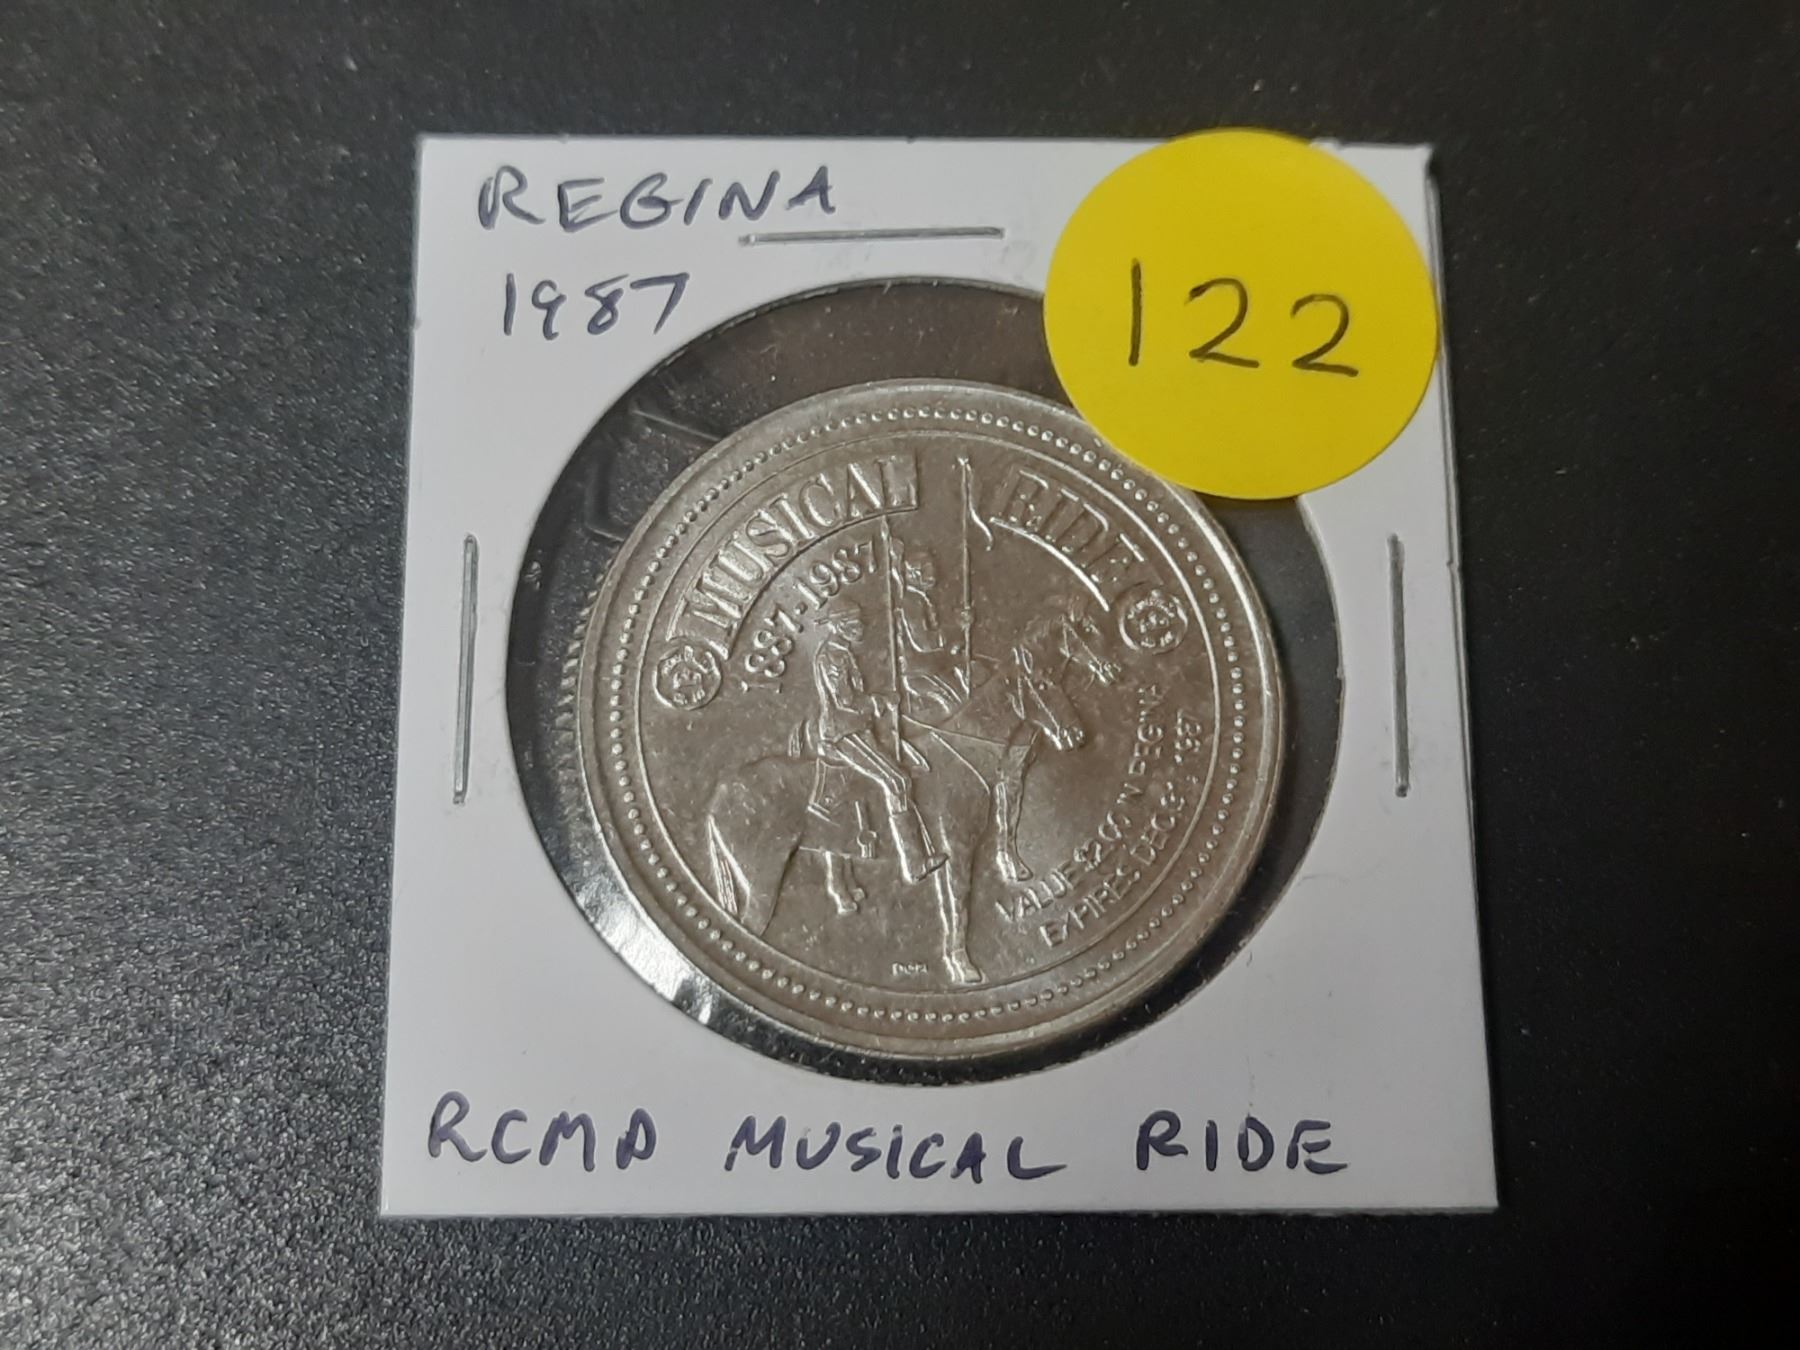 REGINA
1987
122
MUSICAL RIDE
1887-1987
VALUE $2.00 IN REGINA
EXPIRES DEC. 31, 1987
RCMP MUSICAL RIDE